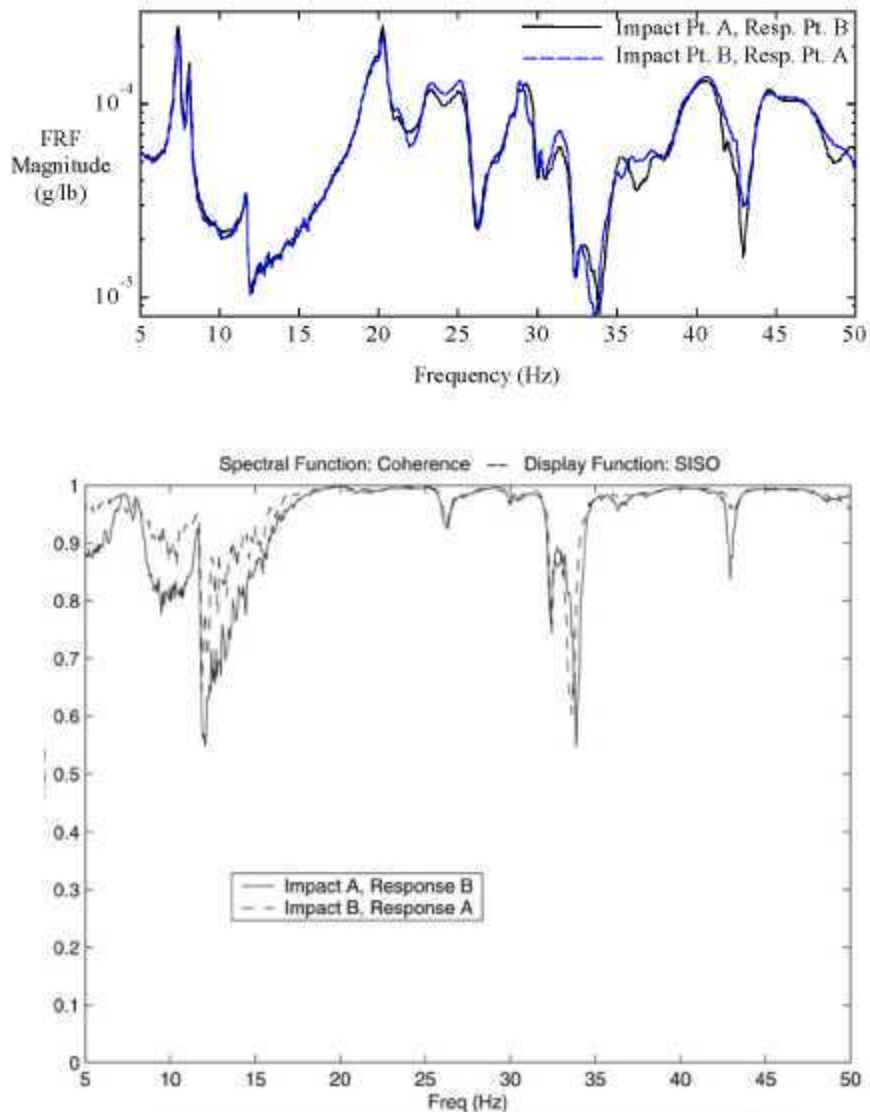 Impact Pt. A, Resp. Pt. B
Impact Pt. B, Resp. Pt. A
10⁻⁴
FRF
Magnitude
(g/lb)
10⁻⁵
5 10 15 20 25 30 35 40 45 50
Frequency (Hz)
Spectral Function: Coherence -- Display Function: SISO
1
0.9
0.8
0.7
0.6
0.5
0.4
0.3
Impact A, Response B
Impact B, Response A
0.2
0.1
0
5 10 15 20 25 30 35 40 45 50
Freq (Hz)